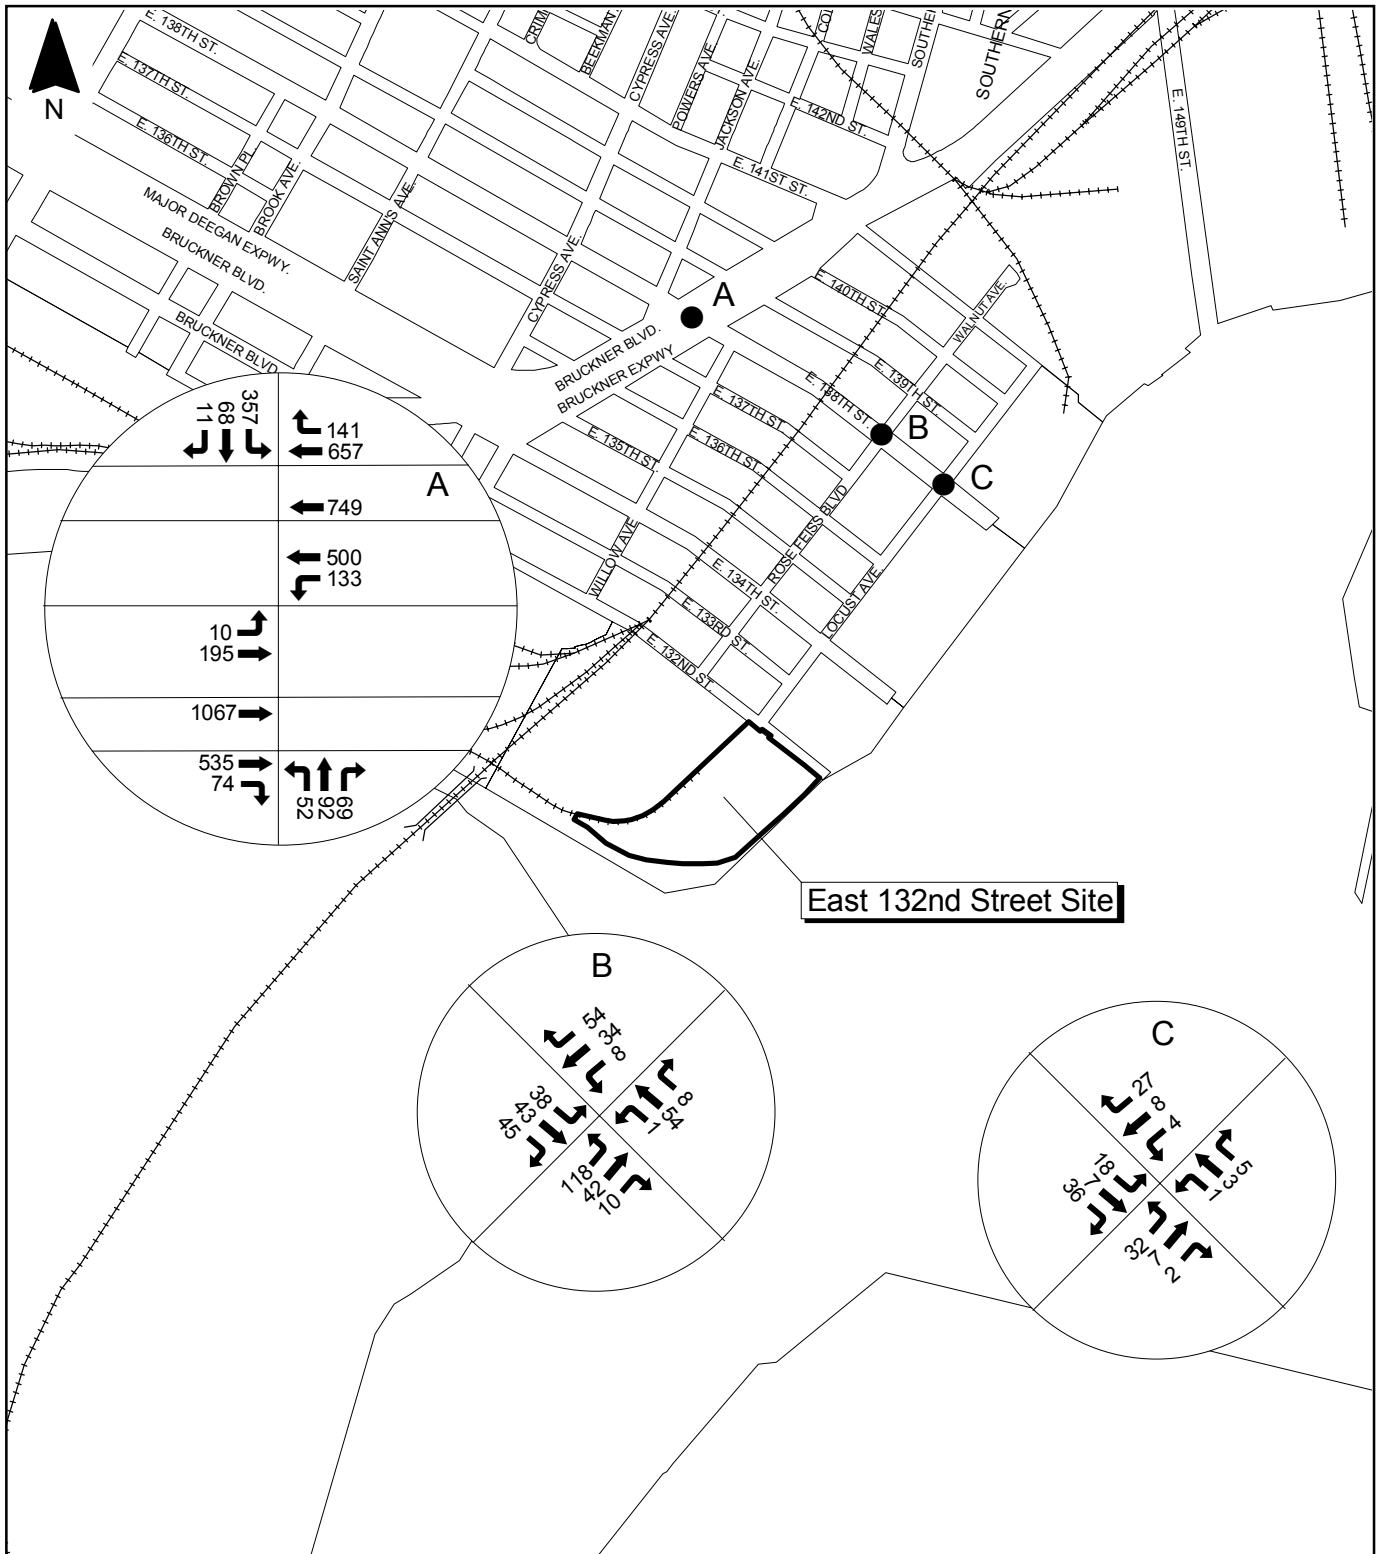 E. 138TH ST.
E. 137TH ST.
E. 136TH ST.
N
BROWN PL.
BROOK AVE.
SAINT ANN'S AVE.
MAJOR DEEGAN EXPWY.
BRUCKNER BLVD.
BRUCKNER BLVD.
CYPRESS AVE.
BEEKMAN
CYPRESS AVE.
POWERS AVE.
JACKSON AVE.
WALES
SOUTHERN
E. 142ND ST.
E. 141ST ST.
E. 149TH ST.
A
BRUCKNER BLVD.
BRUCKNER EXPWY
E. 140TH ST.
WALNUT AVE.
E. 139TH ST.
E. 138TH ST.
E. 137TH ST.
E. 136TH ST.
E. 135TH ST.
B
C
ROSE FEISS BLVD
WILLOW AVE
LOCUST AVE.
E. 134TH ST.
E. 133RD ST.
E. 132ND ST.
11
68
357
141
657
A
749
500
133
10
195
1067
535
74
52
92
69
East 132nd Street Site
B
54
34
8
38
43
45
8
54
1
118
42
10
C
27
8
4
18
7
36
5
3
1
32
7
2